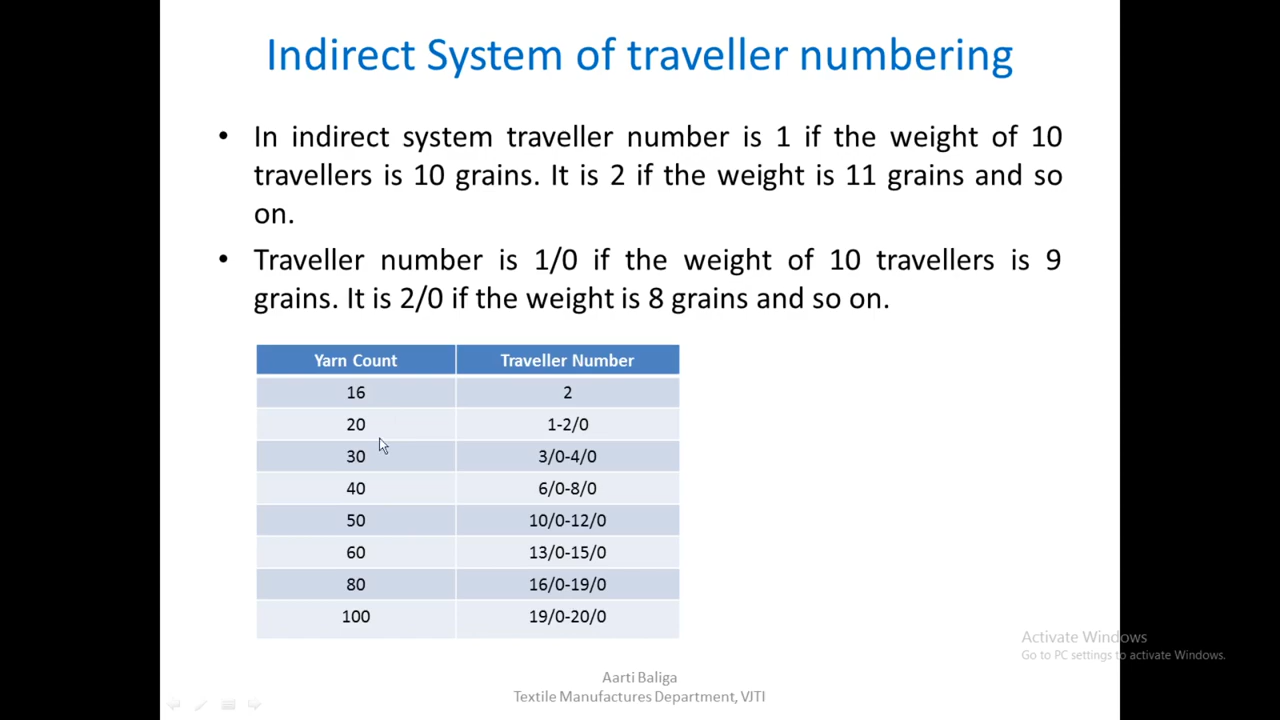 Indirect System of traveller numbering
• In indirect system traveller number is 1 if the weight of 10
travellers is 10 grains. It is 2 if the weight is 11 grains and so
on.
• Traveller number is 1/0 if the weight of 10 travellers is 9
grains. It is 2/0 if the weight is 8 grains and so on.
Yarn Count Traveller Number
16 2
20 1-2/0
30 3/0-4/0
40 6/0-8/0
50 10/0-12/0
60 13/0-15/0
80 16/0-19/0
100 19/0-20/0
Activate Windows
Go to PC settings to activate Windows.
Aarti Baliga
Textile Manufactures Department, VJTI